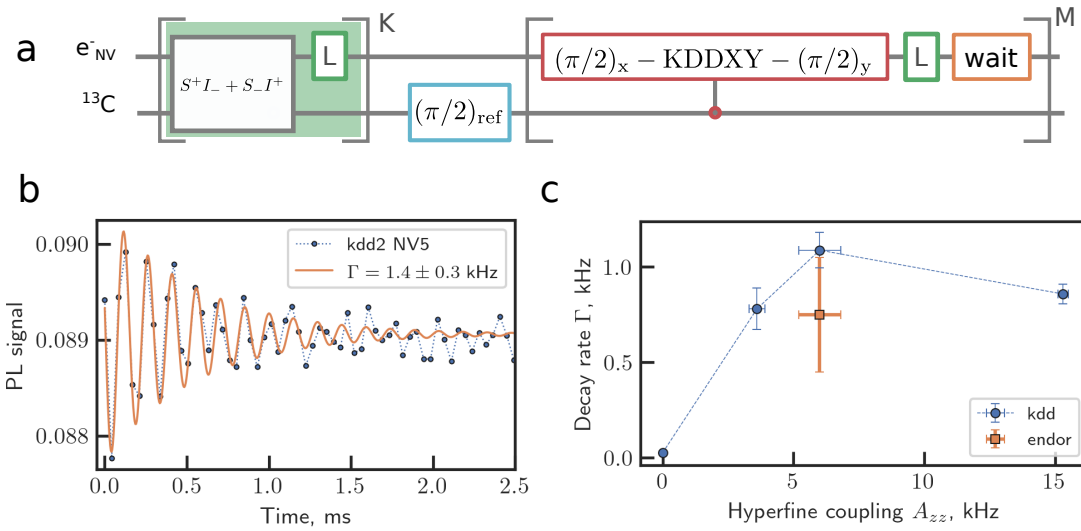 a
e⁻NV
¹³C
S⁺I₋ + S₋I⁺
L
K
(π/2)ref
(π/2)x − KDDXY − (π/2)y
L
wait
M
b
PL signal
0.090
0.089
0.088
kdd2 NV5
Γ = 1.4 ± 0.3 kHz
0.0 0.5 1.0 1.5 2.0 2.5
Time, ms
c
Decay rate Γ, kHz
1.0
0.5
0.0
kdd
endor
0 5 10 15
Hyperfine coupling Azz, kHz